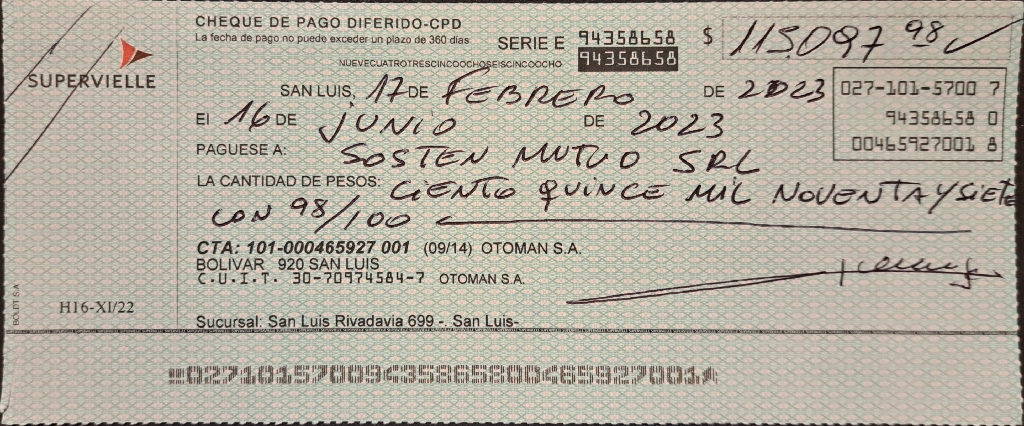 CHEQUE DE PAGO DIFERIDO-CPD
La fecha de pago no puede exceder un plazo de 360 días
SERIE E 94358658
94358658
$ 115.097 98
NUEVECUATROTRESCINCOOCHOSEISCINCOOCHO
SUPERVIELLE
SAN LUIS, 17 DE FEBRERO DE 2023
027-101-5700 7
94358658 0
00465927001 8
El 16 DE JUNIO DE 2023
PAGUESE A: SOSTEN MUTUO SRL
LA CANTIDAD DE PESOS: CIENTO QUINCE MIL NOVENTA Y SIETE
CON 98/100
CTA: 101-000465927 001 (09/14) OTOMAN S.A.
BOLIVAR 920 SAN LUIS
C.U.I.T. 30-70974584-7 OTOMAN S.A.
BOLDT S.A
H16-XI/22
Sucursal: San Luis Rivadavia 699 -. San Luis-
02710157009435865800465927001